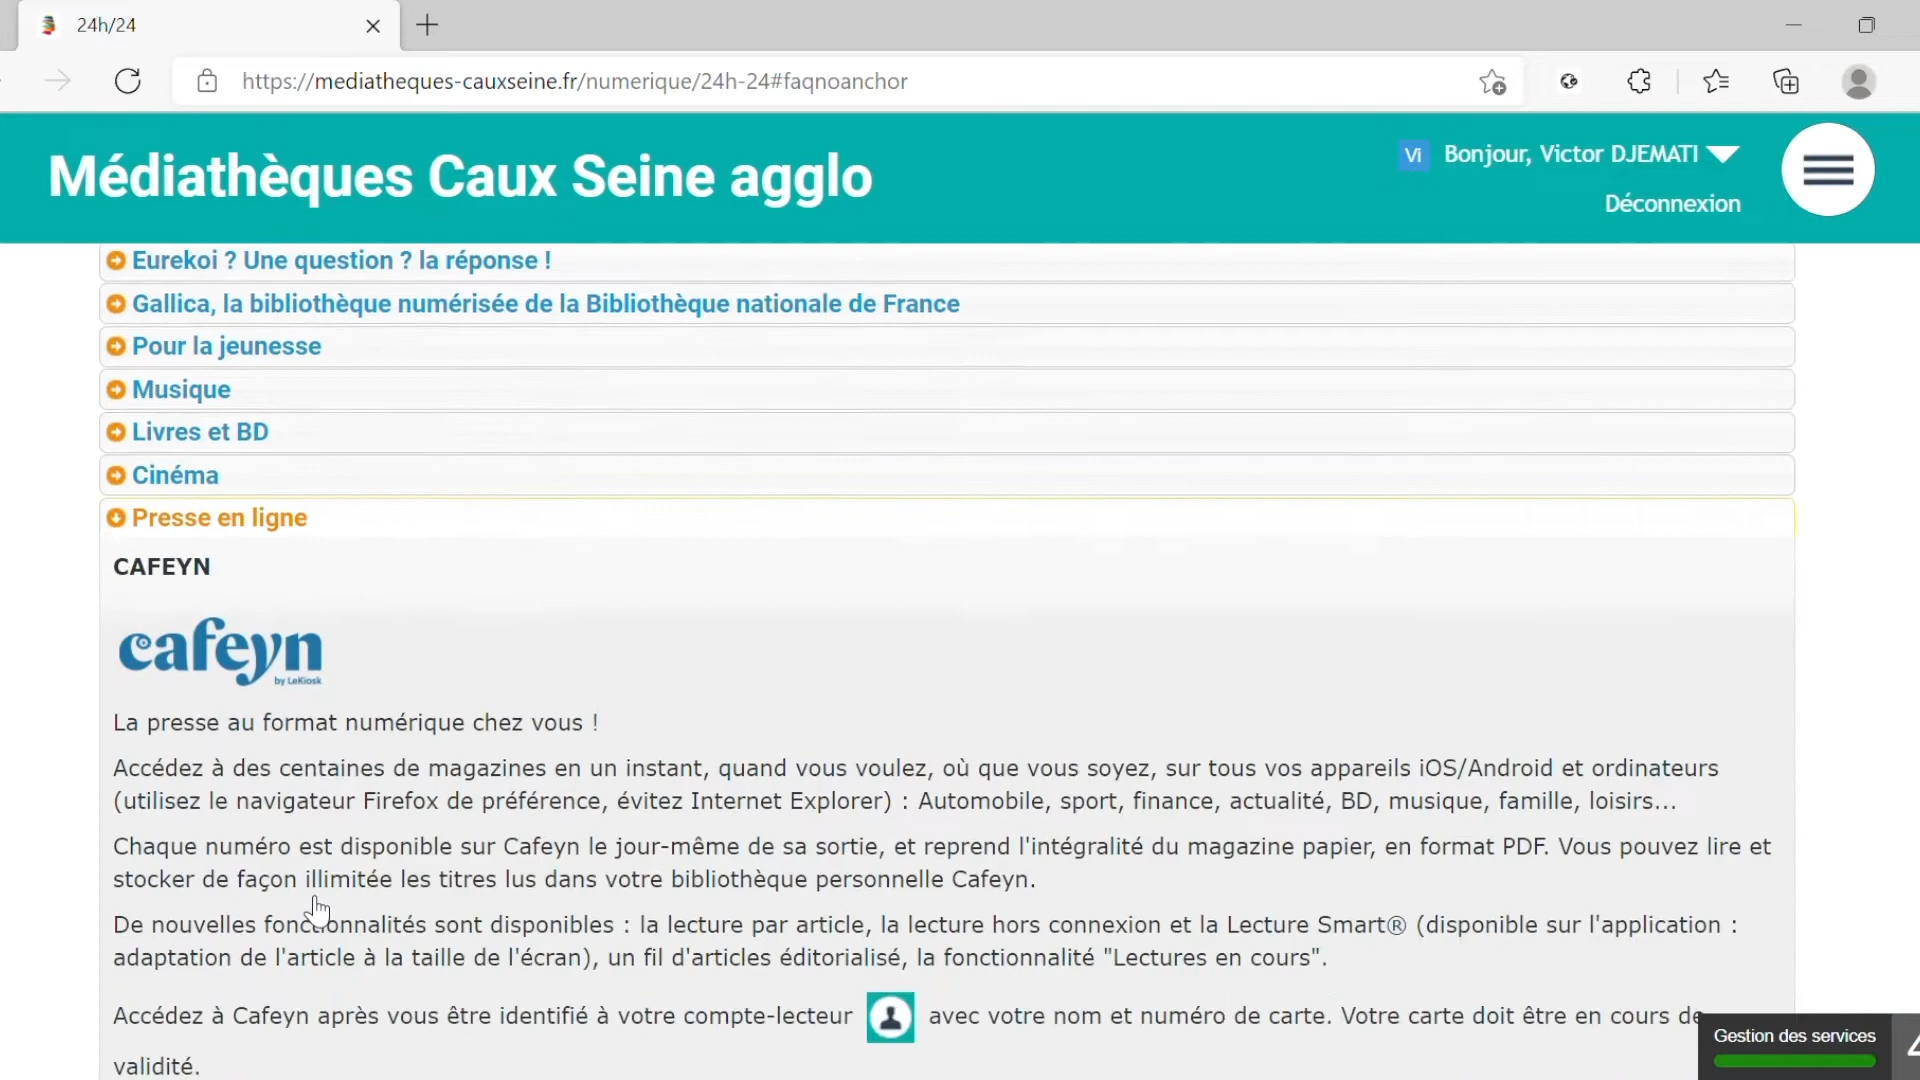 24h/24
https://mediatheques-cauxseine.fr/numerique/24h-24#faqnoanchor
Médiathèques Caux Seine agglo
Vi Bonjour, Victor DJEMATI
Déconnexion
Eurekoi ? Une question ? la réponse !
Gallica, la bibliothèque numérisée de la Bibliothèque nationale de France
Pour la jeunesse
Musique
Livres et BD
Cinéma
Presse en ligne
CAFEYN
cafeyn
by LeKiosk
La presse au format numérique chez vous !
Accédez à des centaines de magazines en un instant, quand vous voulez, où que vous soyez, sur tous vos appareils iOS/Android et ordinateurs
(utilisez le navigateur Firefox de préférence, évitez Internet Explorer) : Automobile, sport, finance, actualité, BD, musique, famille, loisirs...
Chaque numéro est disponible sur Cafeyn le jour-même de sa sortie, et reprend l'intégralité du magazine papier, en format PDF. Vous pouvez lire et
stocker de façon illimitée les titres lus dans votre bibliothèque personnelle Cafeyn.
De nouvelles fonctionnalités sont disponibles : la lecture par article, la lecture hors connexion et la Lecture Smart® (disponible sur l'application :
adaptation de l'article à la taille de l'écran), un fil d'articles éditorialisé, la fonctionnalité "Lectures en cours".
Accédez à Cafeyn après vous être identifié à votre compte-lecteur avec votre nom et numéro de carte. Votre carte doit être en cours de
validité.
Gestion des services